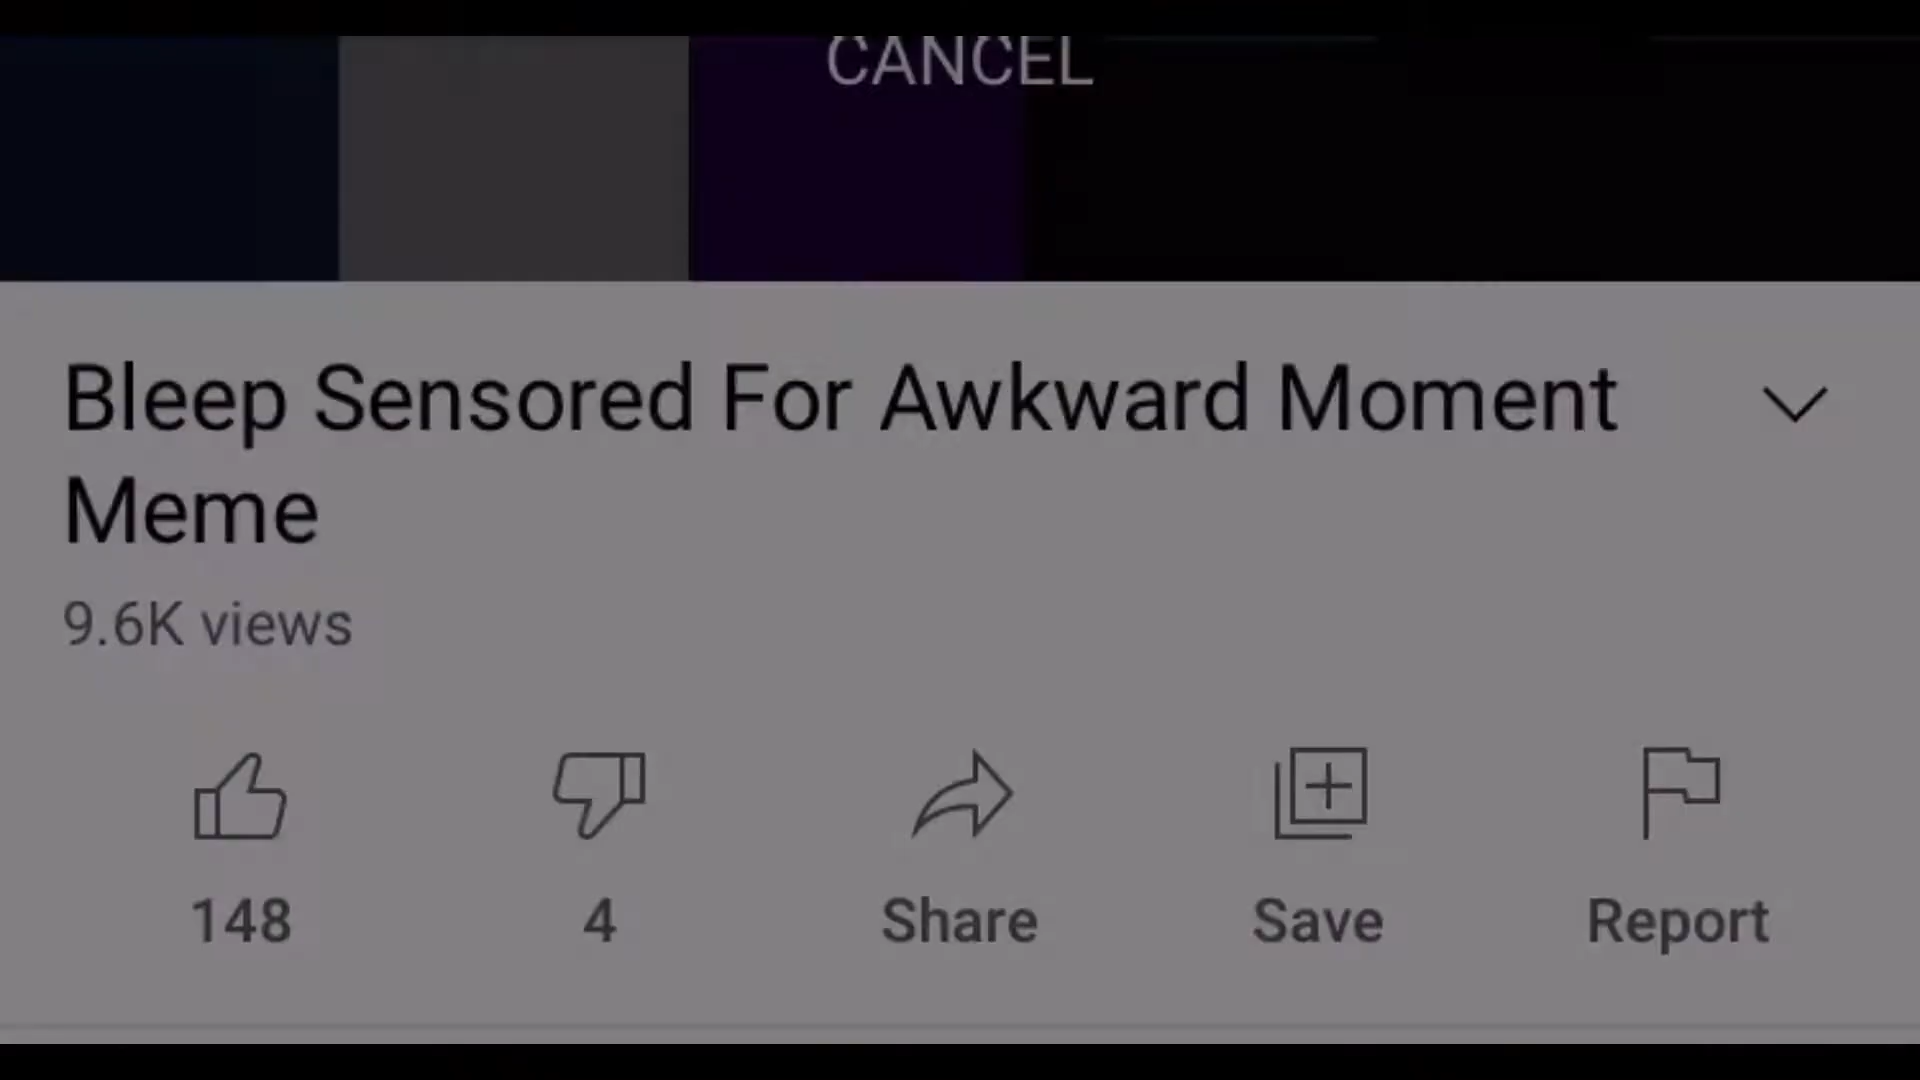 CANCEL
Bleep Sensored For Awkward Moment
Meme
9.6K views
148
4
Share
Save
Report